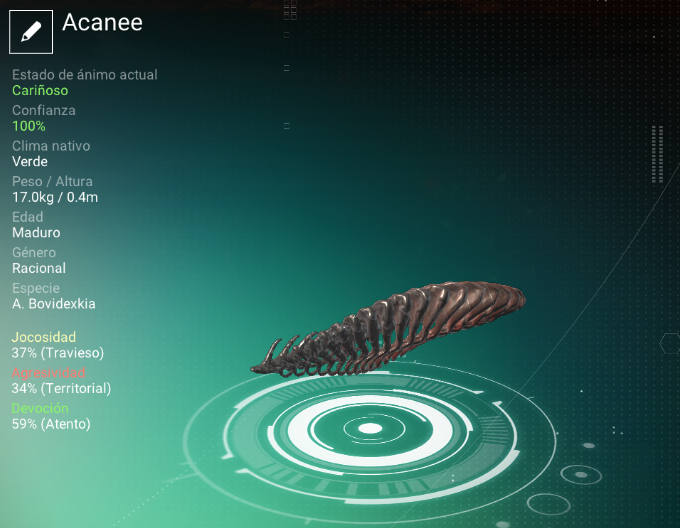 Acanee
Estado de ánimo actual
Cariñoso
Confianza
100%
Clima nativo
Verde
Peso / Altura
17.0kg / 0.4m
Edad
Maduro
Género
Racional
Especie
A. Bovidexkia
Jocosidad
37% (Travieso)
Agresividad
34% (Territorial)
Devoción
59% (Atento)